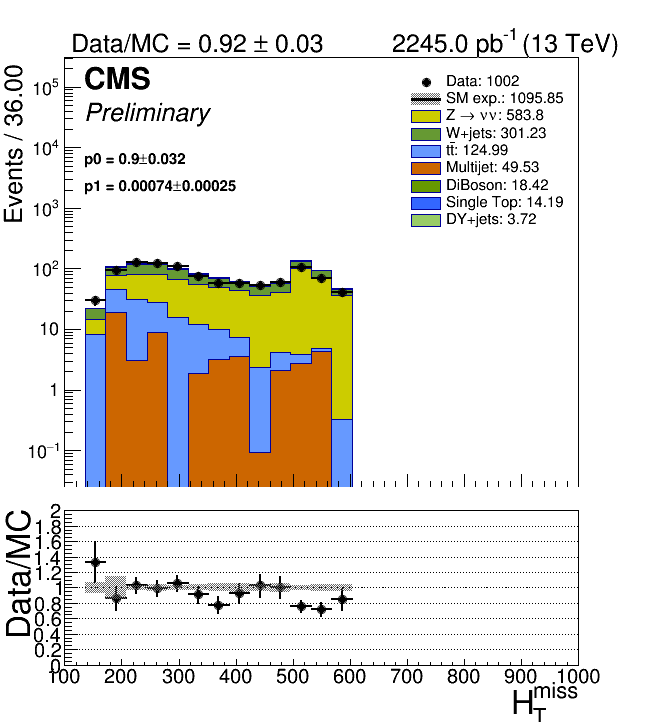 Data/MC = 0.92 ± 0.03
2245.0 pb⁻¹ (13 TeV)
Events / 36.00
CMS
Preliminary
p0 = 0.9±0.032
p1 = 0.00074±0.00025
Data: 1002
SM exp.: 1095.85
Z → νν: 583.8
W+jets: 301.23
tt̄: 124.99
Multijet: 49.53
DiBoson: 18.42
Single Top: 14.19
DY+jets: 3.72
10⁵
10⁴
10³
10²
10
1
10⁻¹
Data/MC
2
1.8
1.6
1.4
1.2
1
0.8
0.6
0.4
0.2
0
100 200 300 400 500 600 700 800 900 1000
H_T^miss